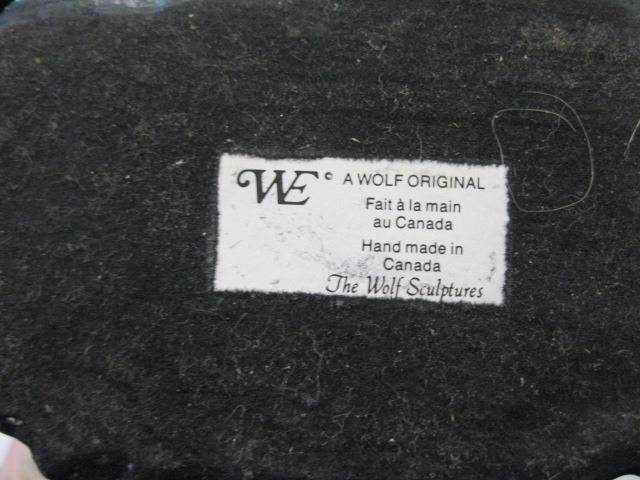 WE © A WOLF ORIGINAL
Fait à la main
au Canada
Hand made in
Canada
The Wolf Sculptures